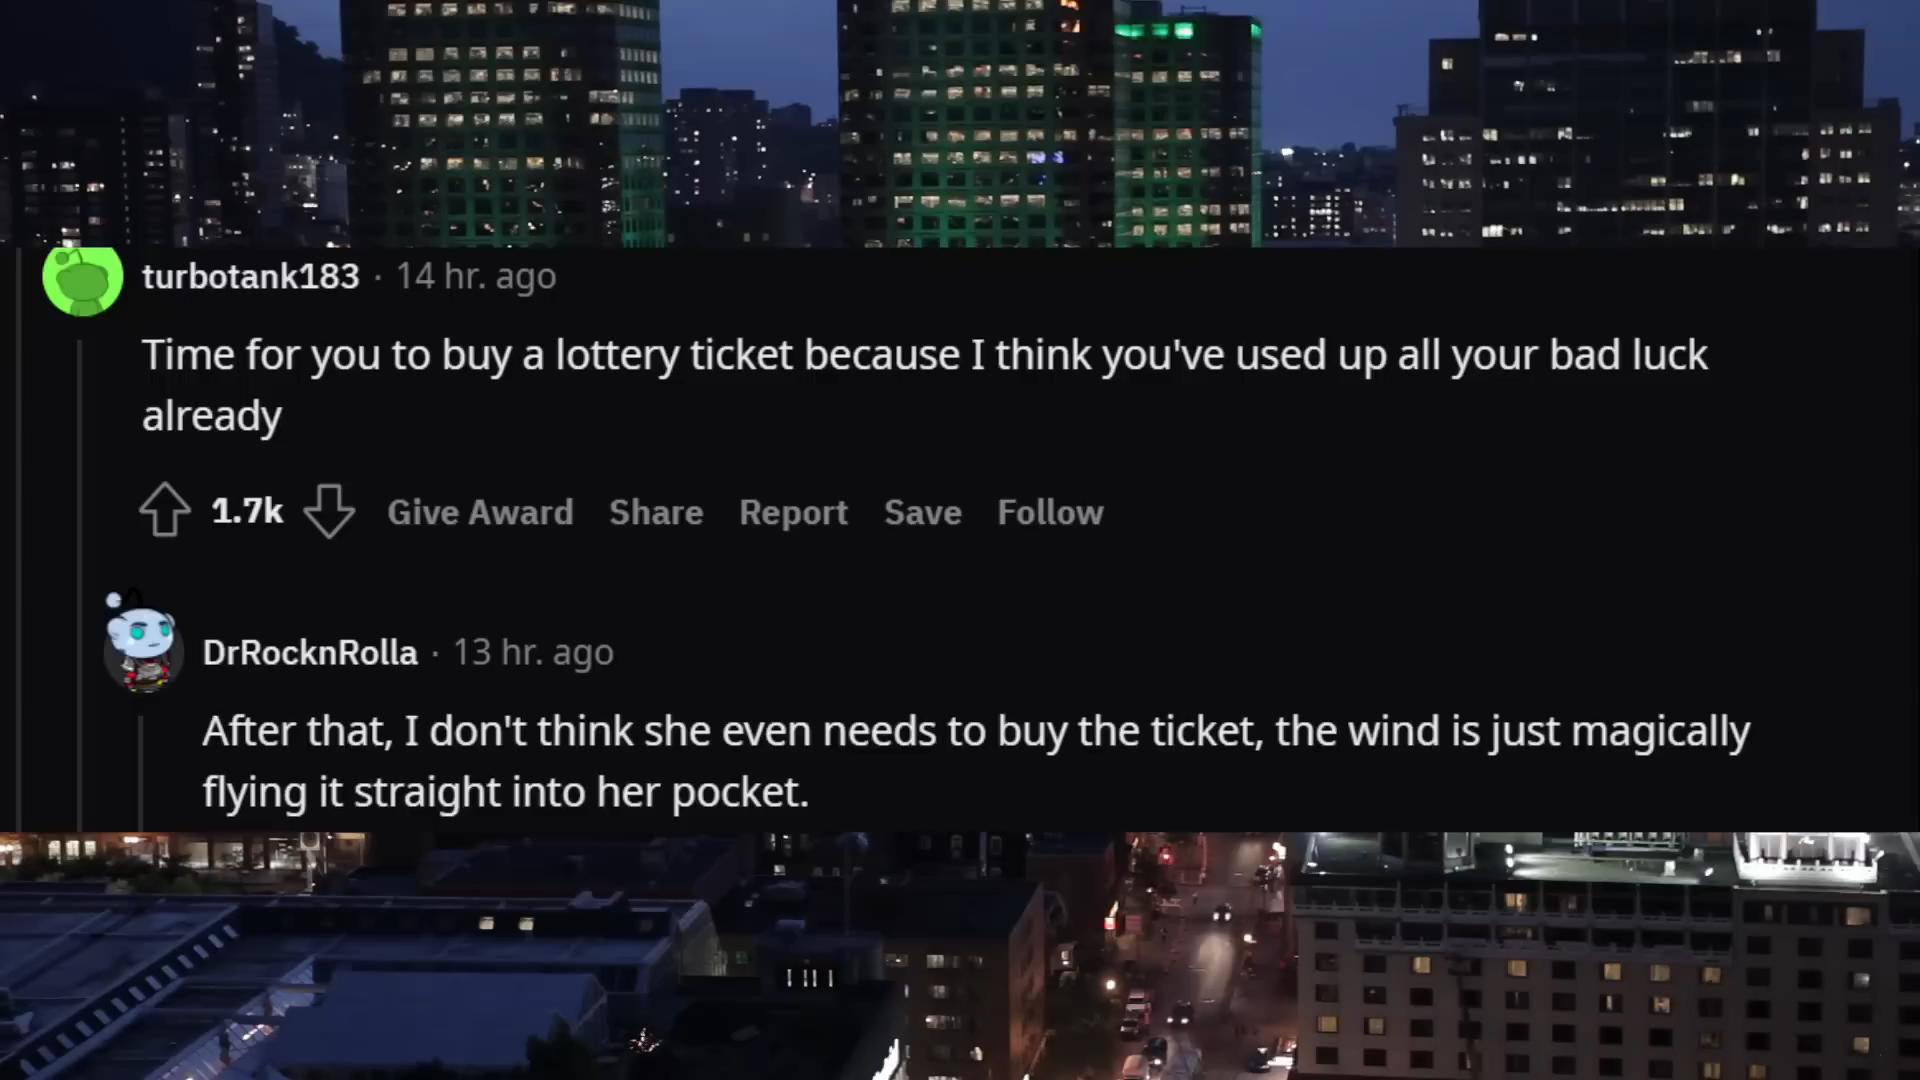 turbotank183 · 14 hr. ago
Time for you to buy a lottery ticket because I think you've used up all your bad luck
already
1.7k Give Award Share Report Save Follow
DrRocknRolla · 13 hr. ago
After that, I don't think she even needs to buy the ticket, the wind is just magically
flying it straight into her pocket.